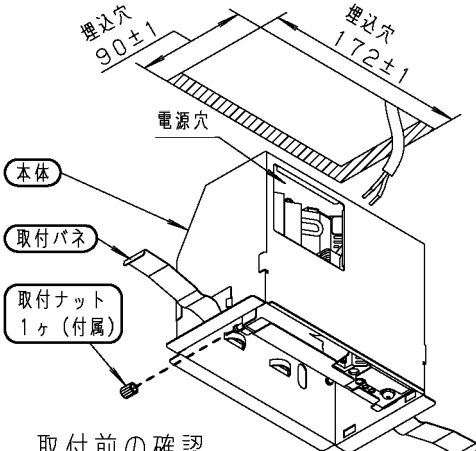 埋込穴
90±1
埋込穴
172±1
電源穴
本体
取付バネ
取付ナット
1ヶ(付属)
取付前の確認